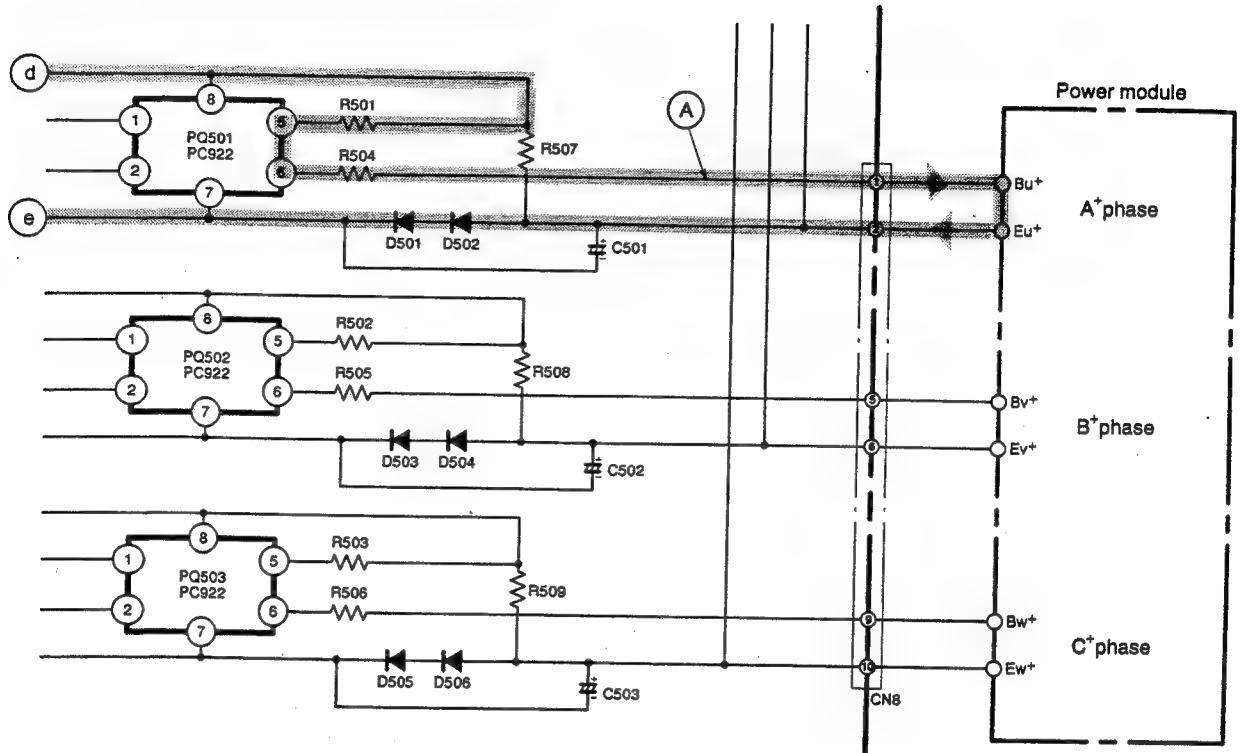 Power module
d
8
1
PQ501
PC922
5
R501
A
2
6
R504
R507
1
Bu+
7
A+phase
e
D501
D502
C501
2
Eu+
8
1
PQ502
PC922
5
R502
2
6
R505
R508
5
Bv+
7
B+phase
D503
D504
C502
6
Ev+
8
1
PQ503
PC922
5
R503
2
6
R506
R509
9
Bw+
7
C+phase
D505
D506
C503
10
Ew+
CN8